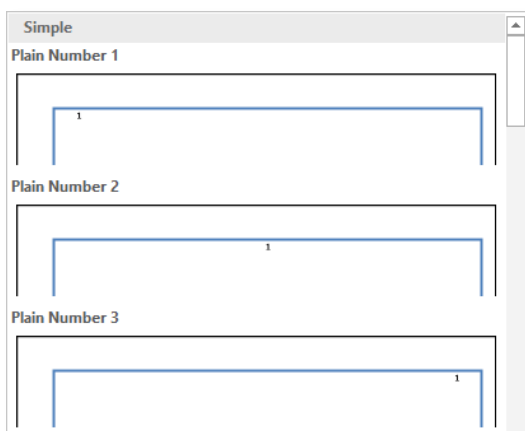 Simple
Plain Number 1
1
Plain Number 2
1
Plain Number 3
1